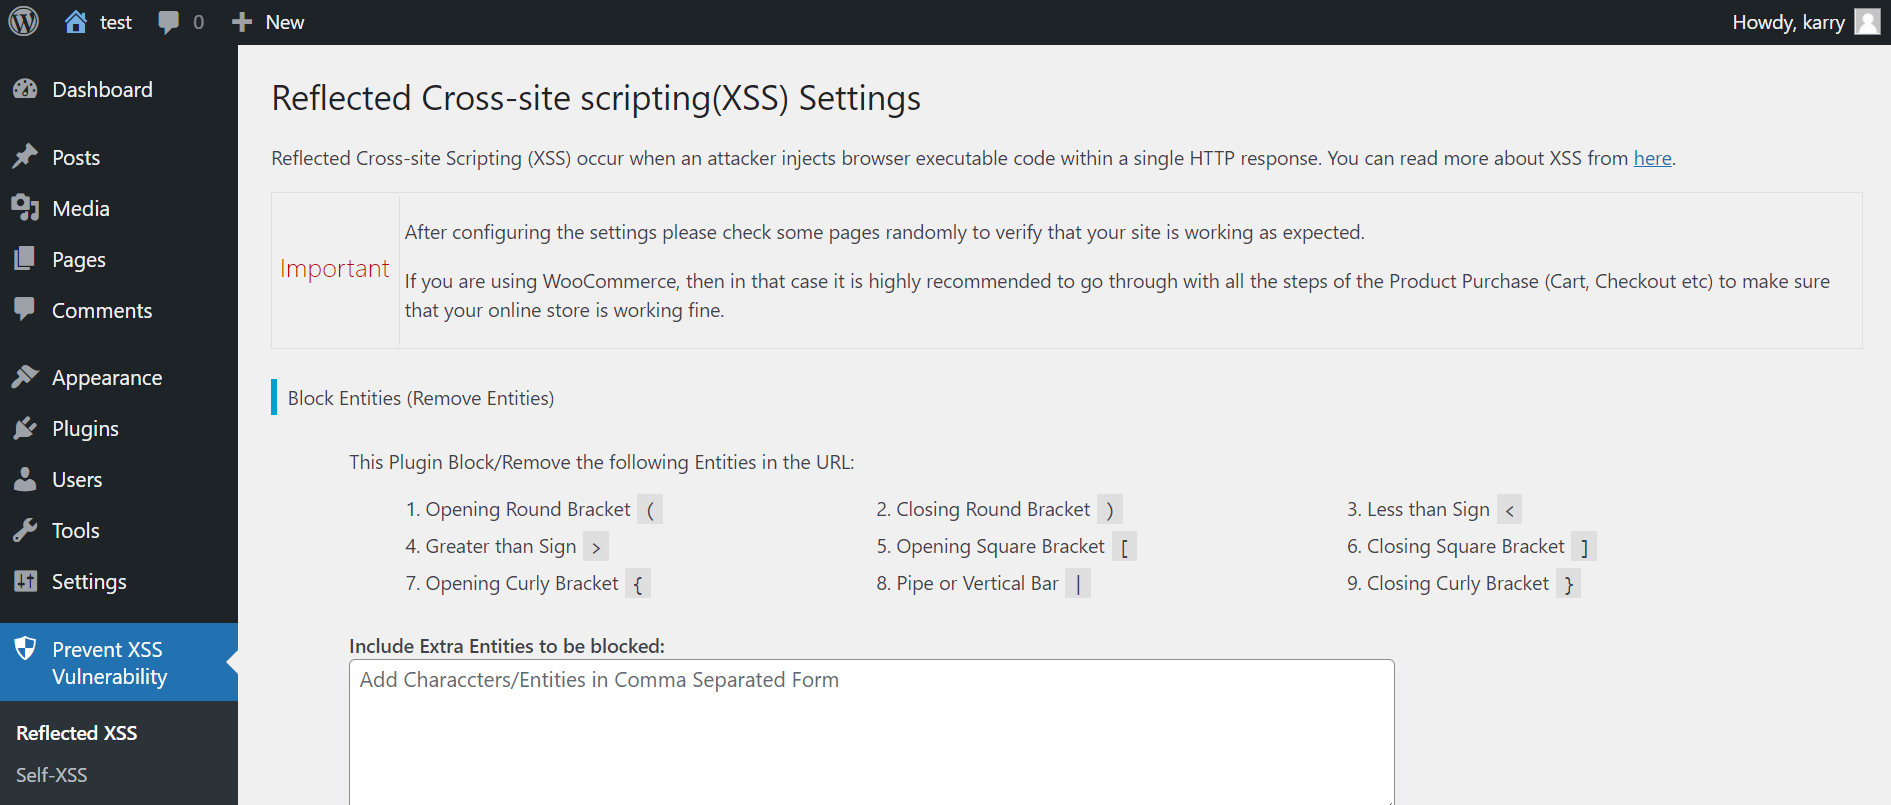 test 0 New Howdy, karry
Dashboard
Posts
Media
Pages
Comments
Appearance
Plugins
Users
Tools
Settings
Prevent XSS
Vulnerability
Reflected XSS
Self-XSS
Reflected Cross-site scripting(XSS) Settings
Reflected Cross-site Scripting (XSS) occur when an attacker injects browser executable code within a single HTTP response. You can read more about XSS from here.
Important
After configuring the settings please check some pages randomly to verify that your site is working as expected.
If you are using WooCommerce, then in that case it is highly recommended to go through with all the steps of the Product Purchase (Cart, Checkout etc) to make sure
that your online store is working fine.
Block Entities (Remove Entities)
This Plugin Block/Remove the following Entities in the URL:
1. Opening Round Bracket ( 2. Closing Round Bracket ) 3. Less than Sign <
4. Greater than Sign > 5. Opening Square Bracket [ 6. Closing Square Bracket ]
7. Opening Curly Bracket { 8. Pipe or Vertical Bar | 9. Closing Curly Bracket }
Include Extra Entities to be blocked:
Add Characcters/Entities in Comma Separated Form